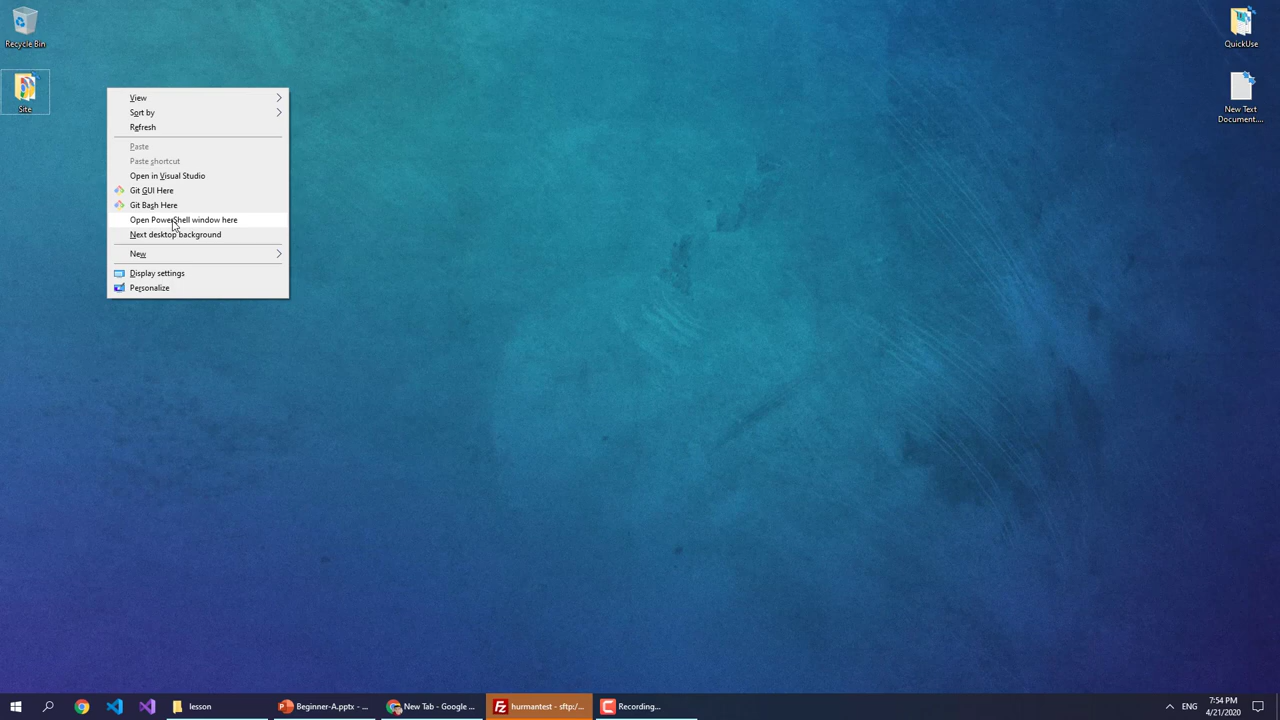 Recycle Bin
Site
QuickUse
New Text
Document....
View
Sort by
Refresh
Paste
Paste shortcut
Open in Visual Studio
Git GUI Here
Git Bash Here
Open PowerShell window here
Next desktop background
New
Display settings
Personalize
lesson
Beginner-A.pptx - ...
New Tab - Google ...
hurmantest - sftp:/...
Recording...
ENG
7:54 PM
4/21/2020